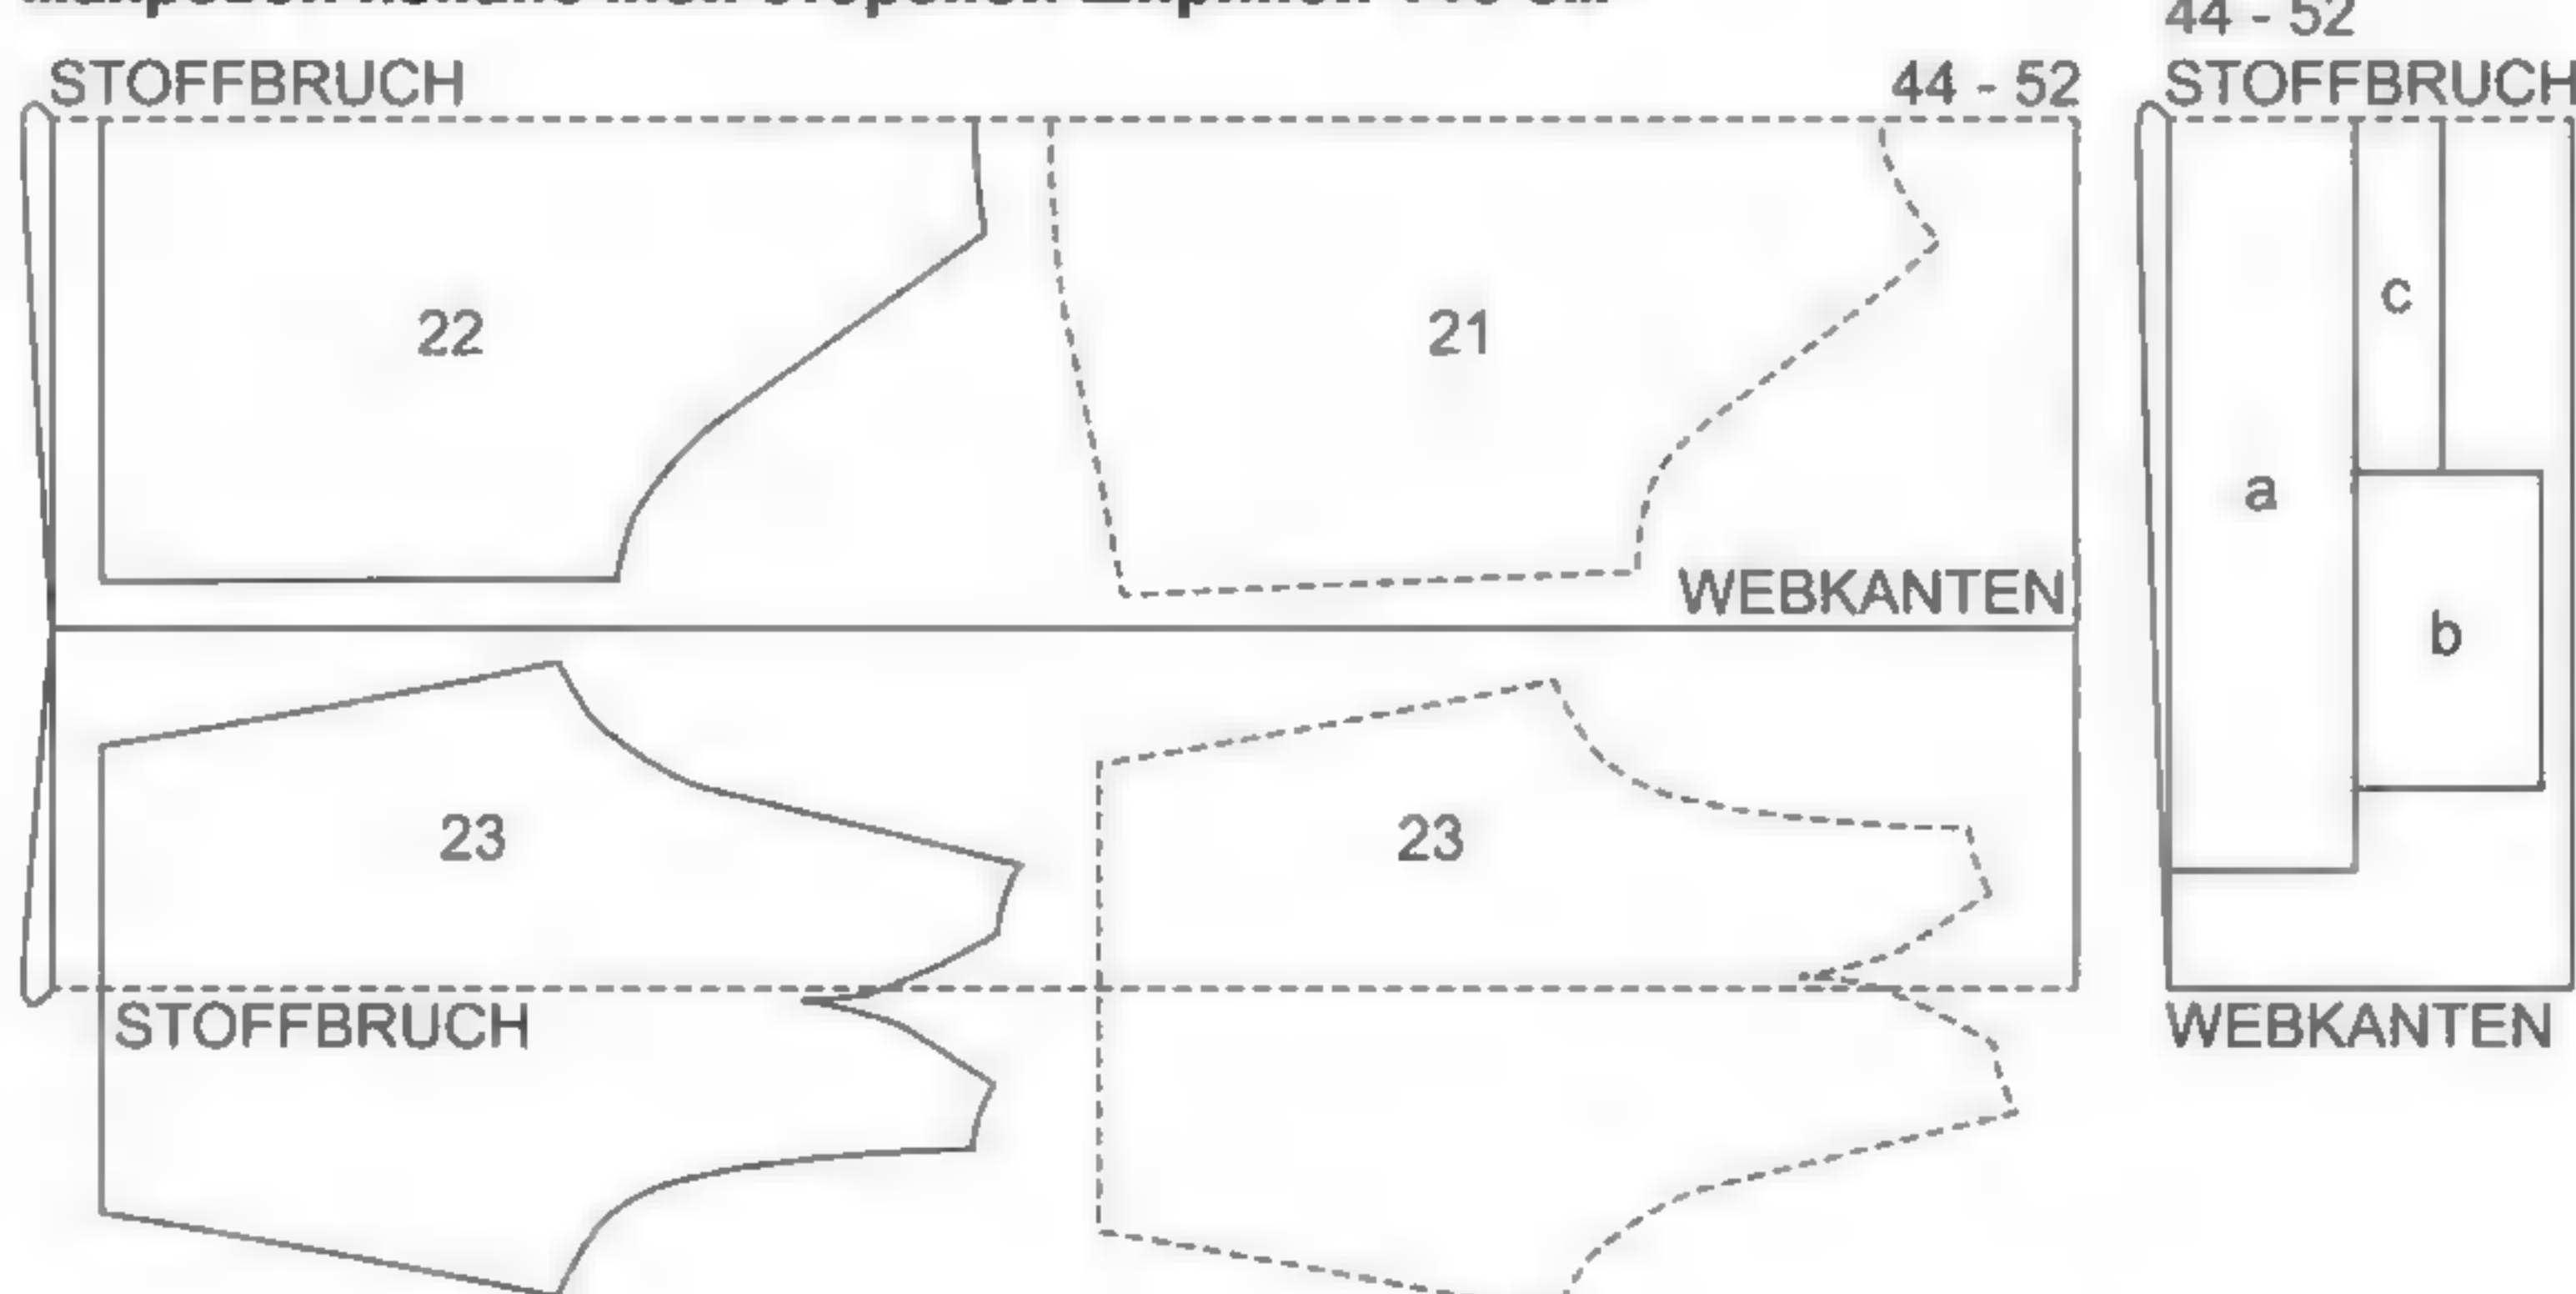 44 - 52
STOFFBRUCH
44 - 52
STOFFBRUCH
22
21
c
a
WEBKANTEN
b
23
23
STOFFBRUCH
WEBKANTEN